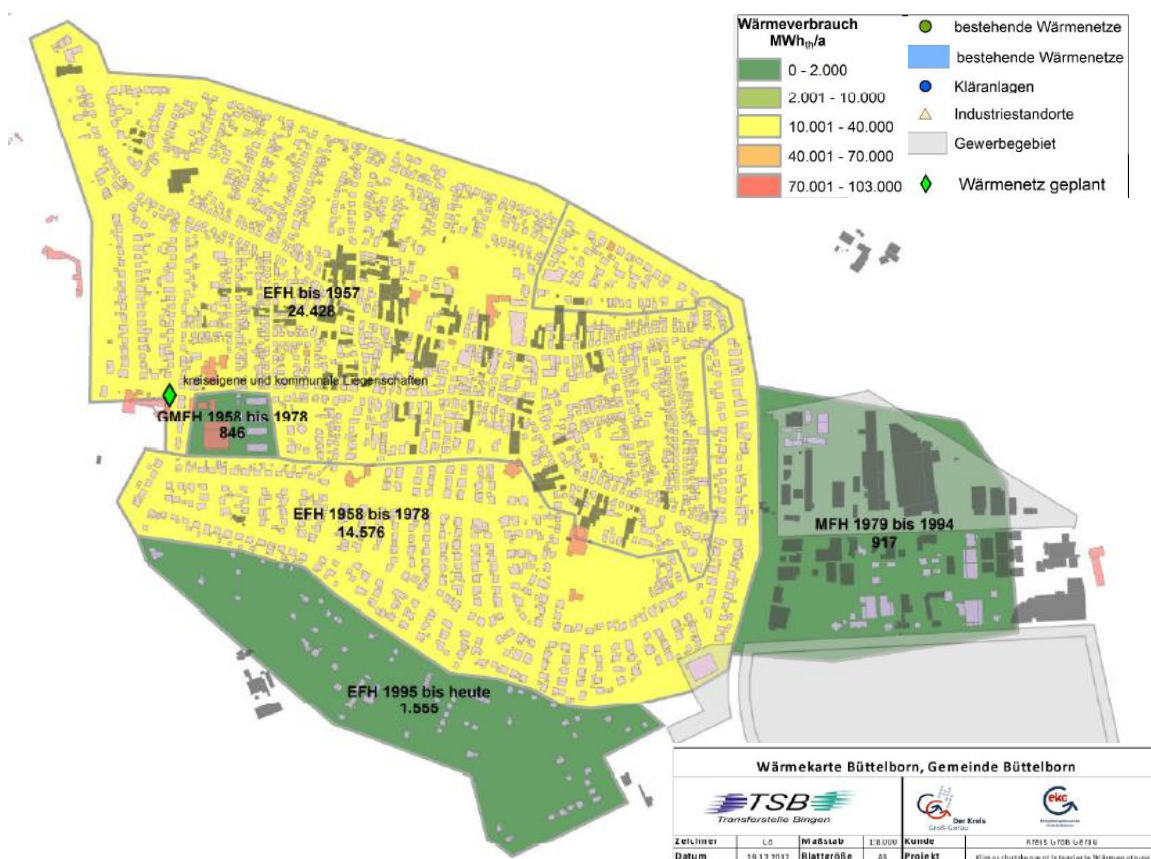 Wärmeverbrauch
MWhth/a
0 - 2.000
2.001 - 10.000
10.001 - 40.000
40.001 - 70.000
70.001 - 103.000
bestehende Wärmenetze
bestehende Wärmenetze
Kläranlagen
Industriestandorte
Gewerbegebiet
Wärmenetz geplant
EFH bis 1957
24.428
kreiseigene und kommunale Liegenschaften
GMFH 1958 bis 1978
846
EFH 1958 bis 1978
14.576
MFH 1979 bis 1994
917
EFH 1995 bis heute
1.555
Wärmekarte Büttelborn, Gemeinde Büttelborn
TSB
Transferstelle Bingen
Der Kreis
Groß-Gerau
ekc
Zeichner Maßstab 1:8.000 Kunde Kreis Groß Gerau
Datum 19.12.2012 Blattgröße A3 Projekt